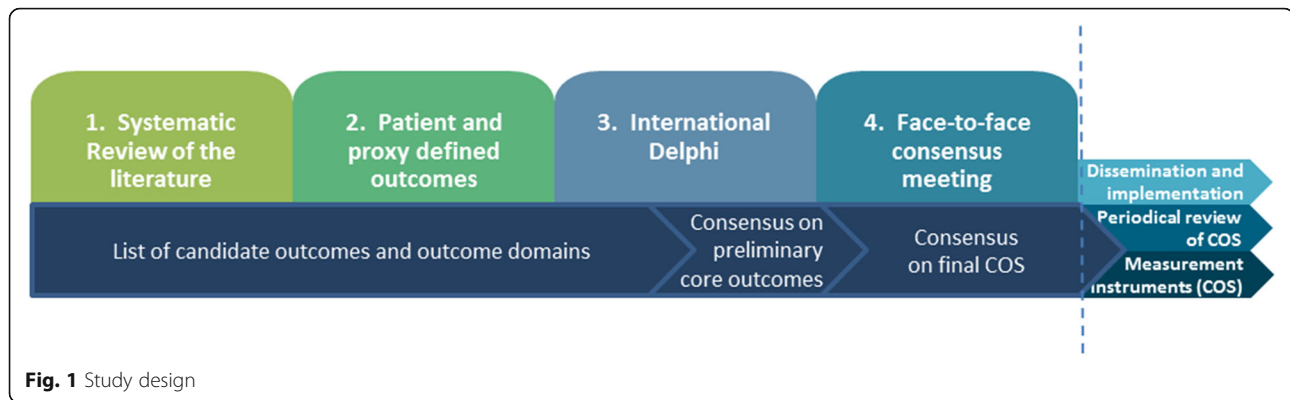 1. Systematic
Review of the
literature
2. Patient and
proxy defined
outcomes
3. International
Delphi
4. Face-to-face
consensus
meeting
Dissemination and
implementation
Periodical review
of COS
Measurement
instruments (COS)
List of candidate outcomes and outcome domains
Consensus on
preliminary
core outcomes
Consensus
on final COS
Fig. 1 Study design